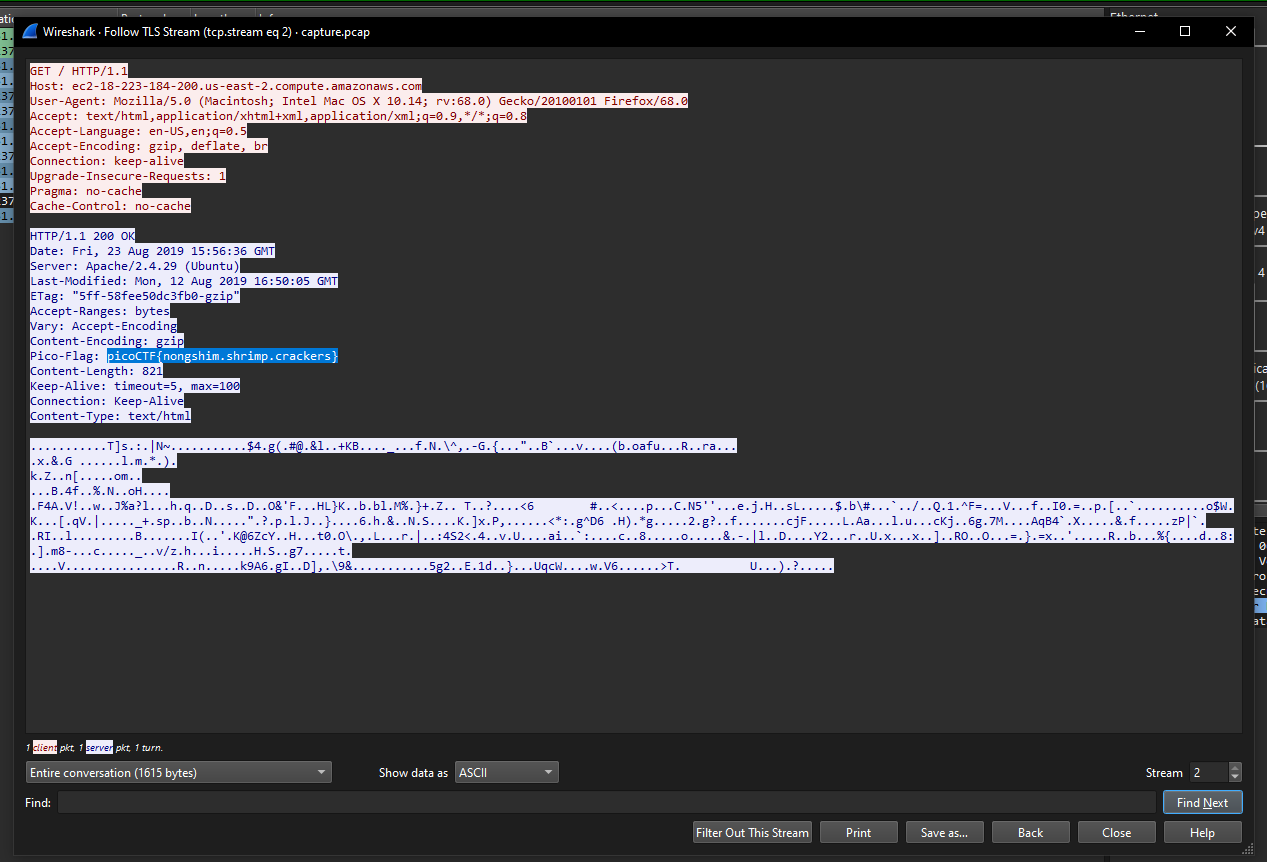 Wireshark · Follow TLS Stream (tcp.stream eq 2) · capture.pcap
GET / HTTP/1.1
Host: ec2-18-223-184-200.us-east-2.compute.amazonaws.com
User-Agent: Mozilla/5.0 (Macintosh; Intel Mac OS X 10.14; rv:68.0) Gecko/20100101 Firefox/68.0
Accept: text/html,application/xhtml+xml,application/xml;q=0.9,*/*;q=0.8
Accept-Language: en-US,en;q=0.5
Accept-Encoding: gzip, deflate, br
Connection: keep-alive
Upgrade-Insecure-Requests: 1
Pragma: no-cache
Cache-Control: no-cache
HTTP/1.1 200 OK
Date: Fri, 23 Aug 2019 15:56:36 GMT
Server: Apache/2.4.29 (Ubuntu)
Last-Modified: Mon, 12 Aug 2019 16:50:05 GMT
ETag: "5ff-58fee50dc3fb0-gzip"
Accept-Ranges: bytes
Vary: Accept-Encoding
Content-Encoding: gzip
Pico-Flag: picoCTF{nongshim.shrimp.crackers}
Content-Length: 821
Keep-Alive: timeout=5, max=100
Connection: Keep-Alive
Content-Type: text/html
...........T]s.:.|N~...........$4.g(.#@.&l..+KB...._...f.N.\^,.-G.{..."..B`...v....(b.oafu...R..ra...
.x.&.G ......l.m.*.).
k.Z..n[.....om..
...B.4f..%.N..oH....
.F4A.V!..w..J%a?l...h.q..D..s..D..O&'F...HL}K..b.bl.M%.}+.Z.. T..?....<6 #..<....p...C.N5''...e.j.H..sL.....$.b\#...`../..Q.1.^F=...V...f..I0.=..p.[..`..........o$W.
K...[.qV.|....._+.sp..b..N.....".?.p.l.J..}....6.h.&..N.S....K.]x.P,......<*:.g^D6 .H).*g.....2.g?..f.......cjF.....L.Aa...l.u...cKj..6g.7M....AqB4`.X.....&.f.....zP|`.
.RI..l.........B.......I(..'.K@6ZcY..H...t0.O\.,.L...r.|..:4S2<.4..v.U....ai..`:....c..8.....o.....&.-.|l..D....Y2...r..U.x...x..]..RO..O...=.}.=x..'.....R..b...%{....d..8:
.].m8-...c....._..v/z.h...i.....H.S..g7.....t.
....V................R..n.....k9A6.gI..D],.\9&...........5g2..E.1d..}...UqcW....w.V6......>T. U...).?.....
1 client pkt, 1 server pkt, 1 turn.
Entire conversation (1615 bytes)
Show data as ASCII
Stream 2
Find:
Find Next
Filter Out This Stream
Print
Save as...
Back
Close
Help